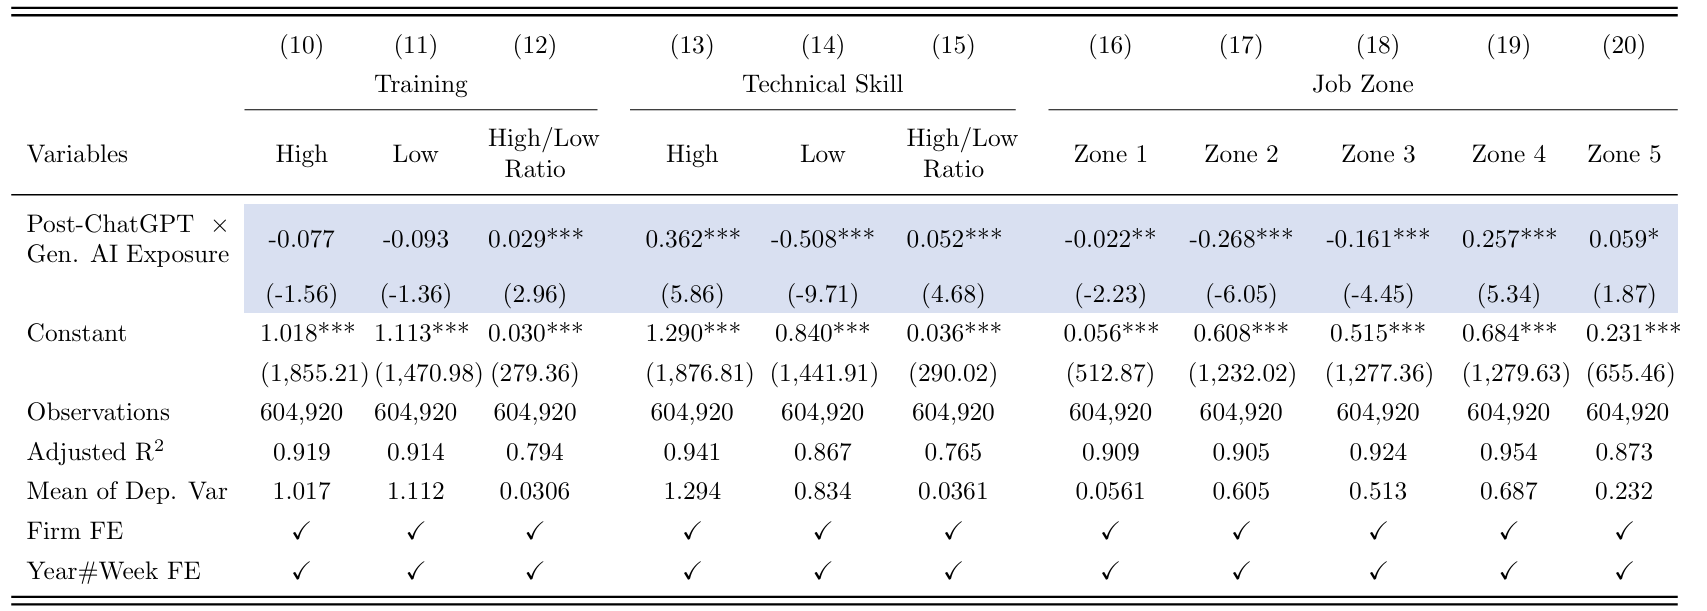 (10) (11) (12) (13) (14) (15) (16) (17) (18) (19) (20)
Training Technical Skill Job Zone
Variables High Low High/Low Ratio High Low High/Low Ratio Zone 1 Zone 2 Zone 3 Zone 4 Zone 5
Post-ChatGPT ×
Gen. AI Exposure -0.077 -0.093 0.029*** 0.362*** -0.508*** 0.052*** -0.022** -0.268*** -0.161*** 0.257*** 0.059*
(-1.56) (-1.36) (2.96) (5.86) (-9.71) (4.68) (-2.23) (-6.05) (-4.45) (5.34) (1.87)
Constant 1.018*** 1.113*** 0.030*** 1.290*** 0.840*** 0.036*** 0.056*** 0.608*** 0.515*** 0.684*** 0.231***
(1,855.21) (1,470.98) (279.36) (1,876.81) (1,441.91) (290.02) (512.87) (1,232.02) (1,277.36) (1,279.63) (655.46)
Observations 604,920 604,920 604,920 604,920 604,920 604,920 604,920 604,920 604,920 604,920 604,920
Adjusted R² 0.919 0.914 0.794 0.941 0.867 0.765 0.909 0.905 0.924 0.954 0.873
Mean of Dep. Var 1.017 1.112 0.0306 1.294 0.834 0.0361 0.0561 0.605 0.513 0.687 0.232
Firm FE ✓ ✓ ✓ ✓ ✓ ✓ ✓ ✓ ✓ ✓ ✓
Year#Week FE ✓ ✓ ✓ ✓ ✓ ✓ ✓ ✓ ✓ ✓ ✓